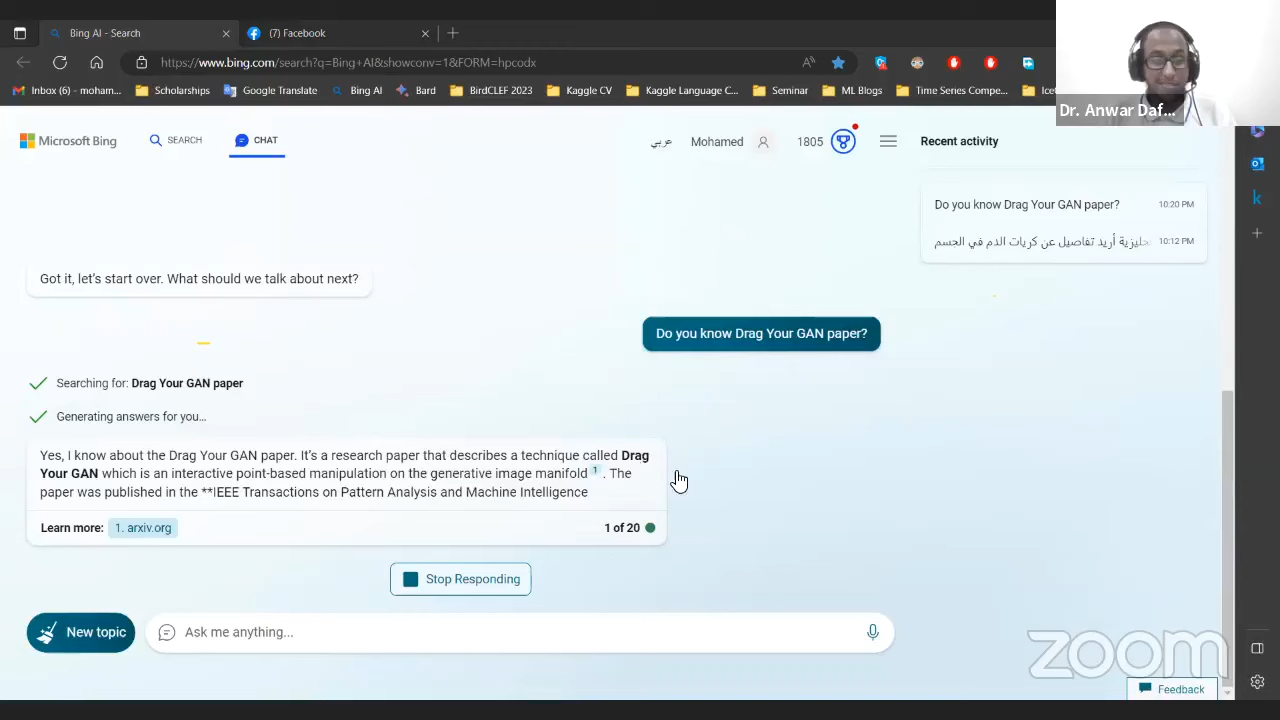 Bing AI - Search
(7) Facebook
https://www.bing.com/search?q=Bing+AI&showconv=1&FORM=hpcodx
Inbox (6) - moham...
Scholarships
Google Translate
Bing AI
Bard
BirdCLEF 2023
Kaggle CV
Kaggle Language C...
Seminar
ML Blogs
Time Series Compe...
Dr. Anwar Daf...
Microsoft Bing
SEARCH
CHAT
عربي
Mohamed
1805
Recent activity
Do you know Drag Your GAN paper?
10:20 PM
أريد تفاصيل عن كريات الدم في الجسم
10:12 PM
Got it, let's start over. What should we talk about next?
Do you know Drag Your GAN paper?
Searching for: Drag Your GAN paper
Generating answers for you...
Yes, I know about the Drag Your GAN paper. It's a research paper that describes a technique called Drag
Your GAN which is an interactive point-based manipulation on the generative image manifold 1 . The
paper was published in the **IEEE Transactions on Pattern Analysis and Machine Intelligence
Learn more: 1. arxiv.org
1 of 20
Stop Responding
New topic
Ask me anything...
zoom
Feedback